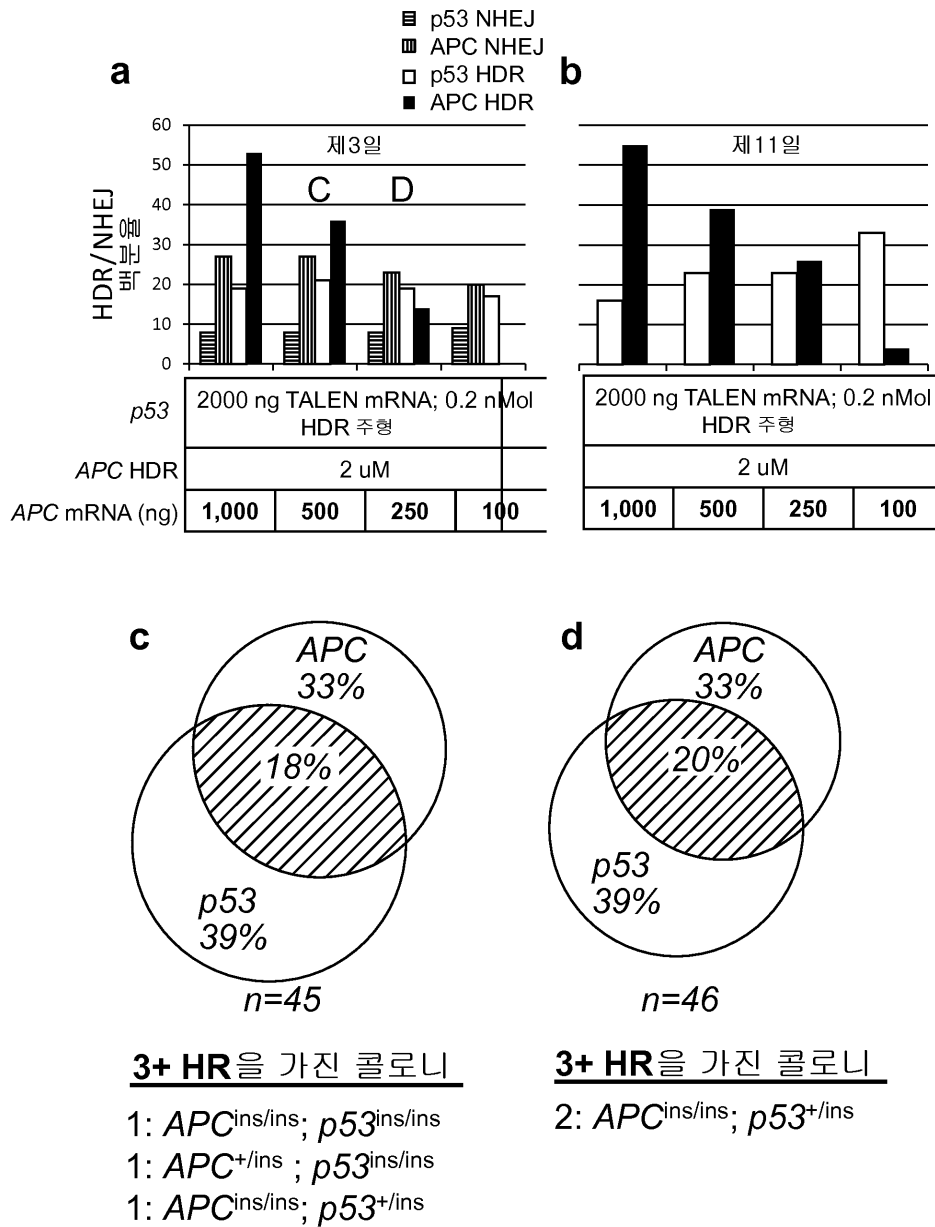 p53 NHEJ
APC NHEJ
p53 HDR
APC HDR
a
b
60
50
40
30
20
10
0
HDR/NHEJ
백분율
제3일
C
D
제11일
p53
2000 ng TALEN mRNA; 0.2 nMol
HDR 주형
2000 ng TALEN mRNA; 0.2 nMol
HDR 주형
APC HDR
2 uM
2 uM
APC mRNA (ng)
1,000
500
250
100
1,000
500
250
100
c
APC
33%
18%
p53
39%
n=45
3+ HR을 가진 콜로니
1: APCins/ins; p53ins/ins
1: APC+/ins ; p53ins/ins
1: APCins/ins; p53+/ins
d
APC
33%
20%
p53
39%
n=46
3+ HR을 가진 콜로니
2: APCins/ins; p53+/ins